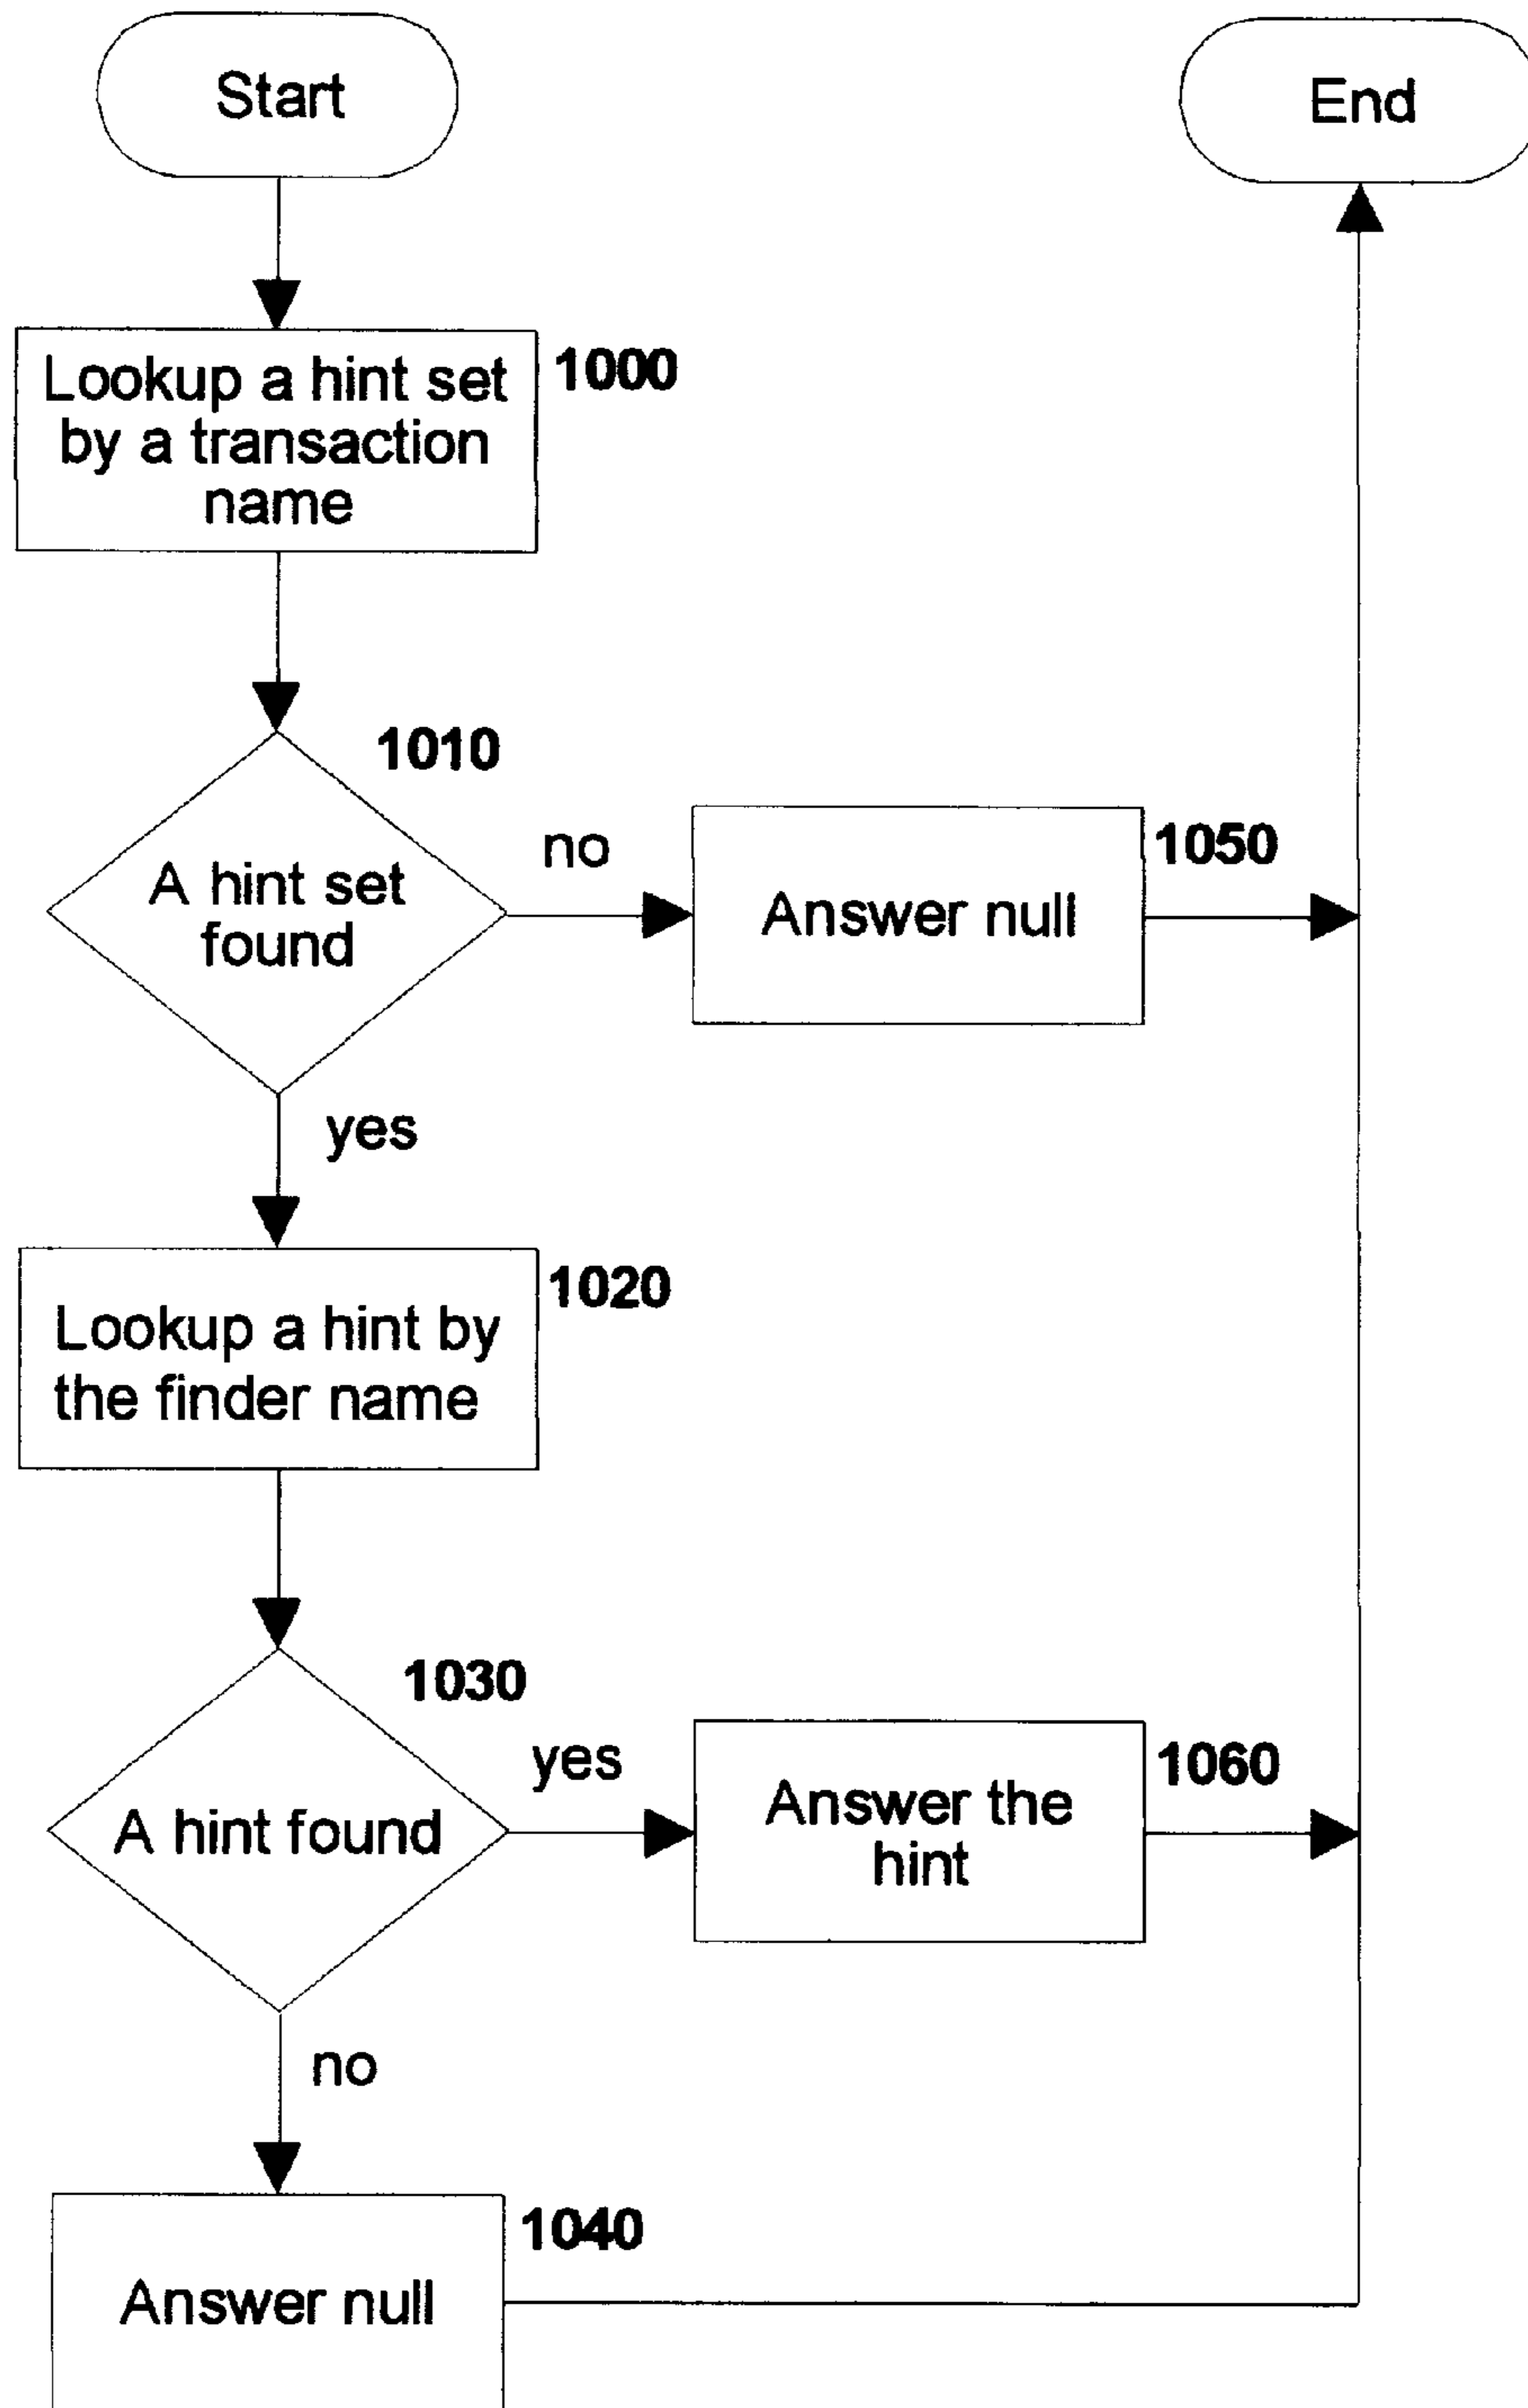 Start
End
Lookup a hint set
by a transaction
name
1000
1010
A hint set
found
no
Answer null
1050
yes
Lookup a hint by
the finder name
1020
1030
A hint found
yes
Answer the
hint
1060
no
Answer null
1040